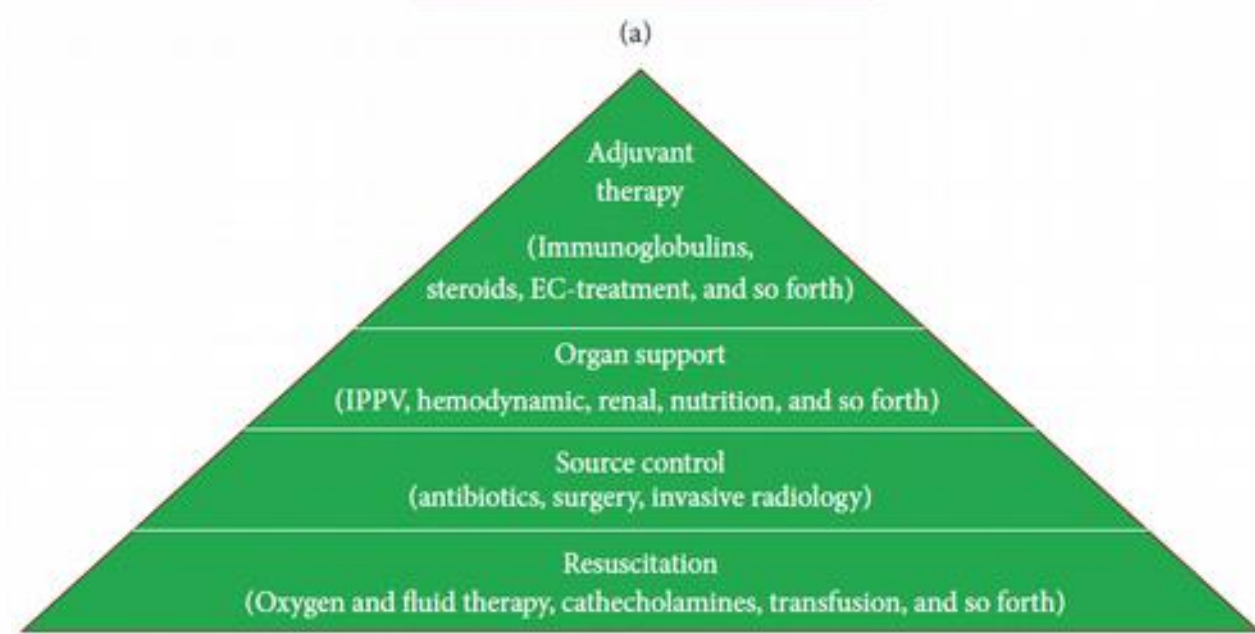 (a)
Adjuvant
therapy
(Immunoglobulins,
steroids, EC-treatment, and so forth)
Organ support
(IPPV, hemodynamic, renal, nutrition, and so forth)
Source control
(antibiotics, surgery, invasive radiology)
Resuscitation
(Oxygen and fluid therapy, cathecholamines, transfusion, and so forth)